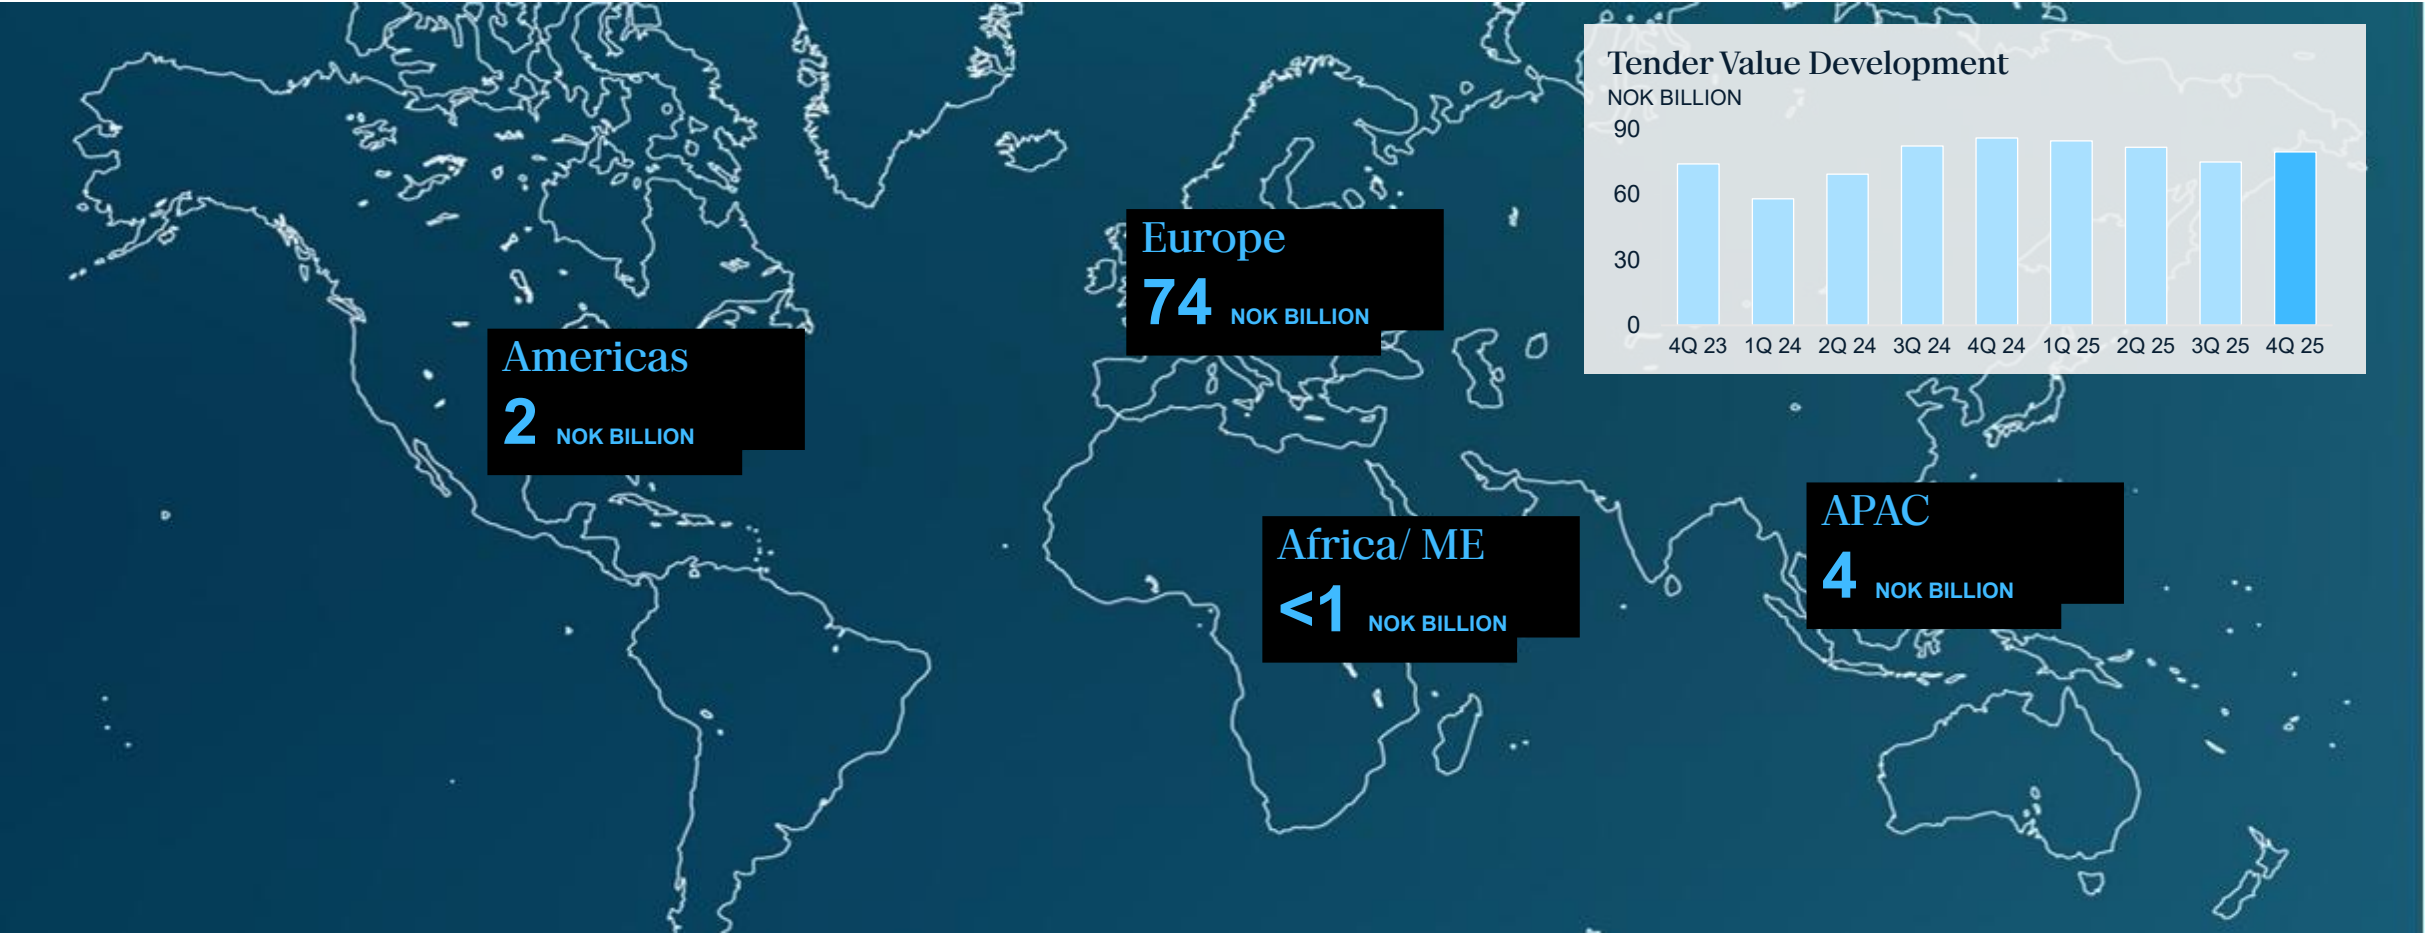 Tender Value Development
NOK BILLION
90
60
30
0
4Q 23 1Q 24 2Q 24 3Q 24 4Q 24 1Q 25 2Q 25 3Q 25 4Q 25
Europe
74 NOK BILLION
Americas
2 NOK BILLION
APAC
4 NOK BILLION
Africa/ ME
<1 NOK BILLION